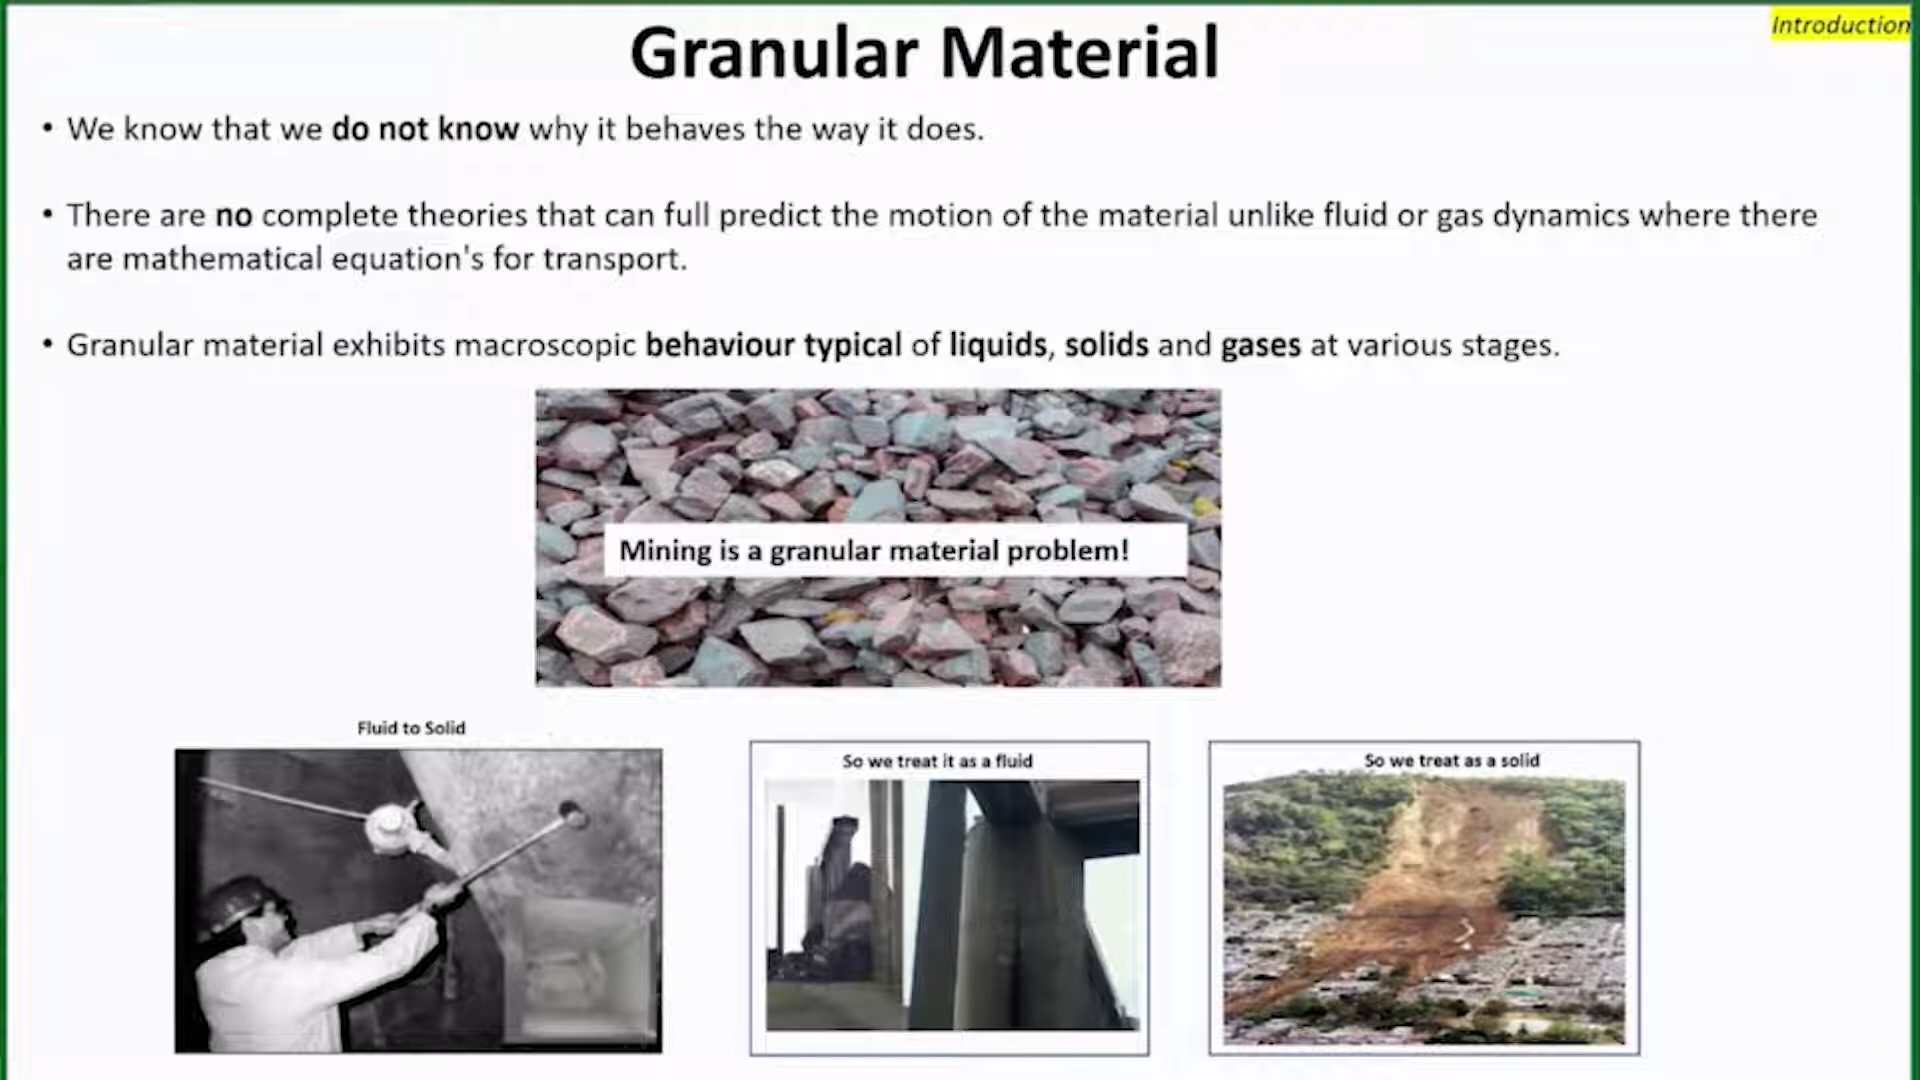 Introduction
Granular Material
• We know that we do not know why it behaves the way it does.
• There are no complete theories that can full predict the motion of the material unlike fluid or gas dynamics where there
are mathematical equation's for transport.
• Granular material exhibits macroscopic behaviour typical of liquids, solids and gases at various stages.
Mining is a granular material problem!
Fluid to Solid
So we treat it as a fluid
So we treat as a solid